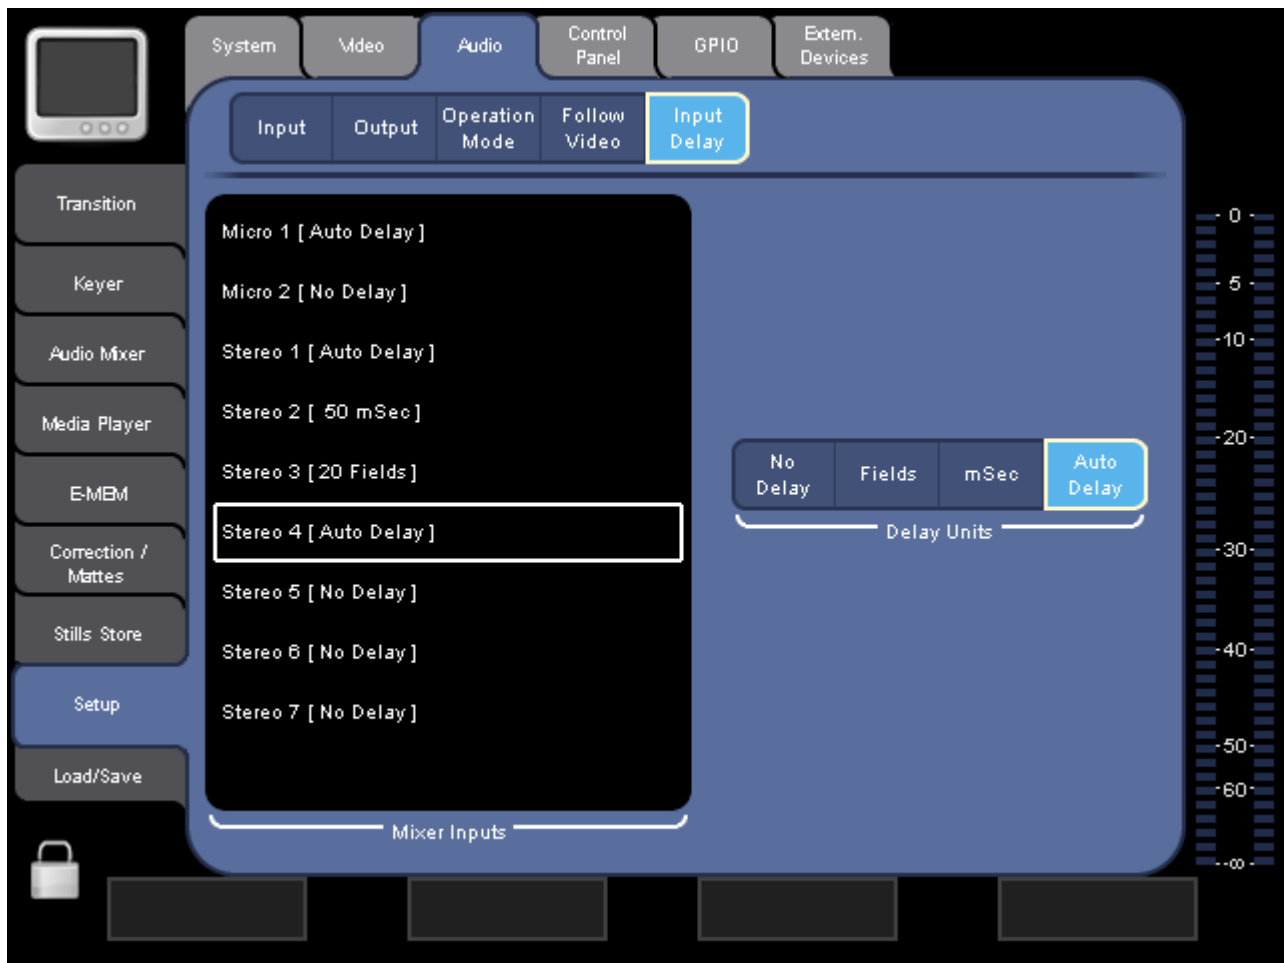 System Video Audio Control Panel GPIO Extern. Devices
Input Output Operation Mode Follow Video Input Delay
Transition
Keyer
Audio Mixer
Media Player
E-MEM
Correction /
Mattes
Stills Store
Setup
Load/Save
Micro 1 [ Auto Delay ]
Micro 2 [ No Delay ]
Stereo 1 [ Auto Delay ]
Stereo 2 [ 50 mSec ]
Stereo 3 [ 20 Fields ]
Stereo 4 [ Auto Delay ]
Stereo 5 [ No Delay ]
Stereo 6 [ No Delay ]
Stereo 7 [ No Delay ]
Mixer Inputs
No Delay Fields mSec Auto Delay
Delay Units
- 0 -
- 5 -
-10-
-20-
-30-
-40-
-50-
-60-
--∞-